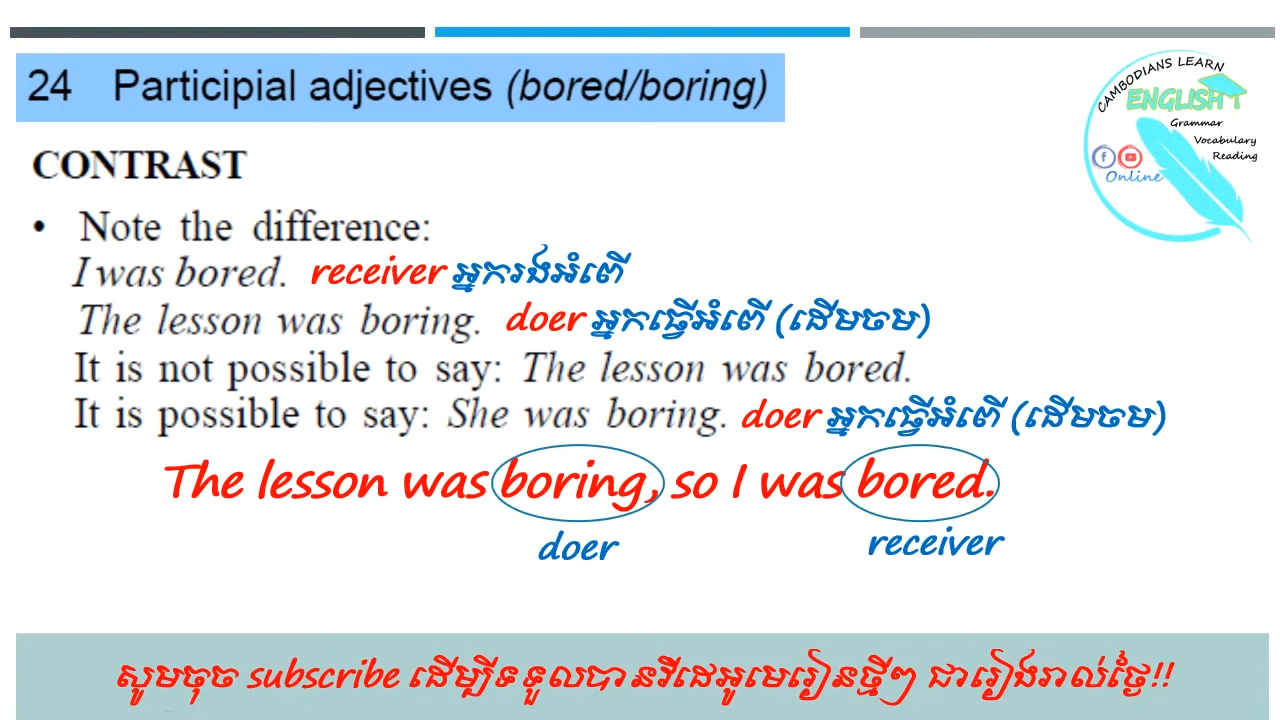 24 Participial adjectives (bored/boring)
CAMBODIANS LEARN
ENGLISH
Grammar
Vocabulary
Reading
Online
CONTRAST
• Note the difference:
I was bored. receiver អ្នករងអំពើ
The lesson was boring. doer អ្នកធ្វើអំពើ (ដើមចម)
It is not possible to say: The lesson was bored.
It is possible to say: She was boring. doer អ្នកធ្វើអំពើ (ដើមចម)
The lesson was boring, so I was bored.
doer receiver
សូមចុច subscribe ដើម្បីទទួលបានវីដេអូមេរៀនថ្មីៗ ជារៀងរាល់ថ្ងៃ!!